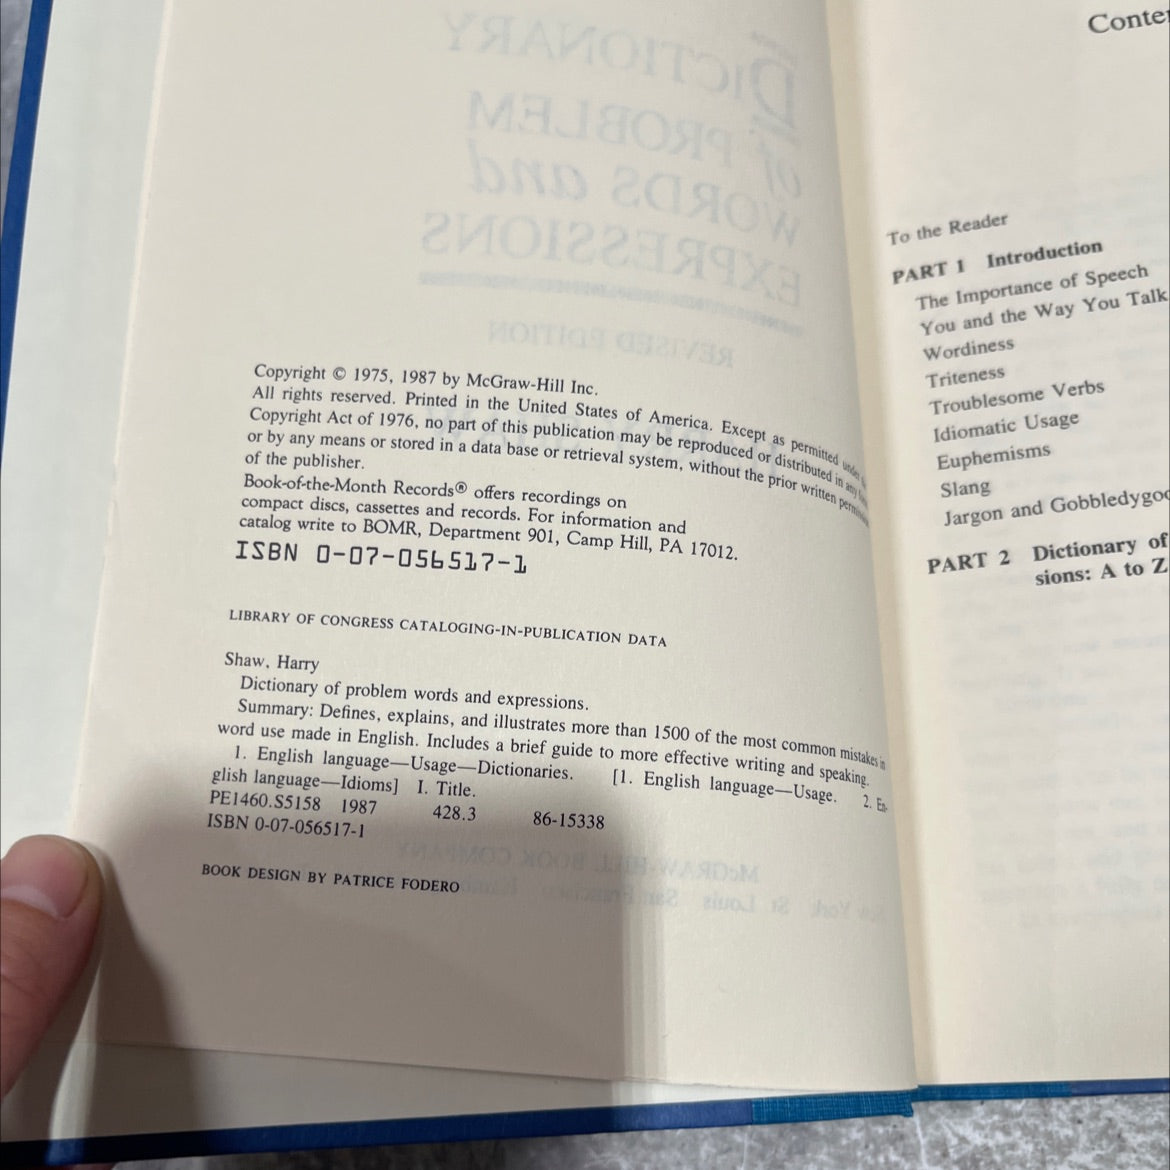 Copyright © 1975, 1987 by McGraw-Hill Inc.
All rights reserved. Printed in the United States of America. Except as permitted under
Copyright Act of 1976, no part of this publication may be reproduced or distributed in any
or by any means or stored in a data base or retrieval system, without the prior written
of the publisher.
Book-of-the-Month Records® offers recordings on
compact discs, cassettes and records. For information and
catalog write to BOMR, Department 901, Camp Hill, PA 17012.
ISBN 0-07-056517-1
LIBRARY OF CONGRESS CATALOGING-IN-PUBLICATION DATA
Shaw, Harry
Dictionary of problem words and expressions.
Summary: Defines, explains, and illustrates more than 1500 of the most common mistakes in
word use made in English. Includes a brief guide to more effective writing and speaking.
1. English language—Usage—Dictionaries. [1. English language—Usage. 2. En-
glish language—Idioms] I. Title.
PE1460.S5158 1987 428.3 86-15338
ISBN 0-07-056517-1
BOOK DESIGN BY PATRICE FODERO
Conte
To the Reader
PART 1 Introduction
The Importance of Speech
You and the Way You Talk
Wordiness
Triteness
Troublesome Verbs
Idiomatic Usage
Euphemisms
Slang
Jargon and Gobbledygo
PART 2 Dictionary of
sions: A to Z